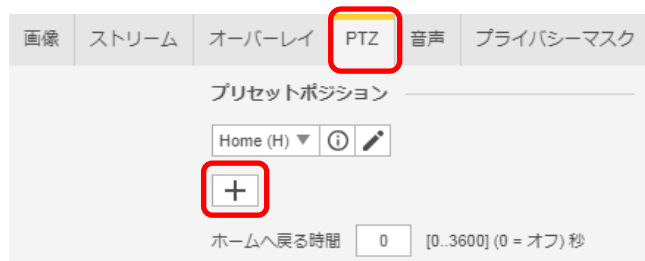 画像 ストリーム オーバーレイ PTZ 音声 プライバシーマスク
プリセットポジション
Home (H)
ホームへ戻る時間 0 [0..3600] (0 = オフ) 秒